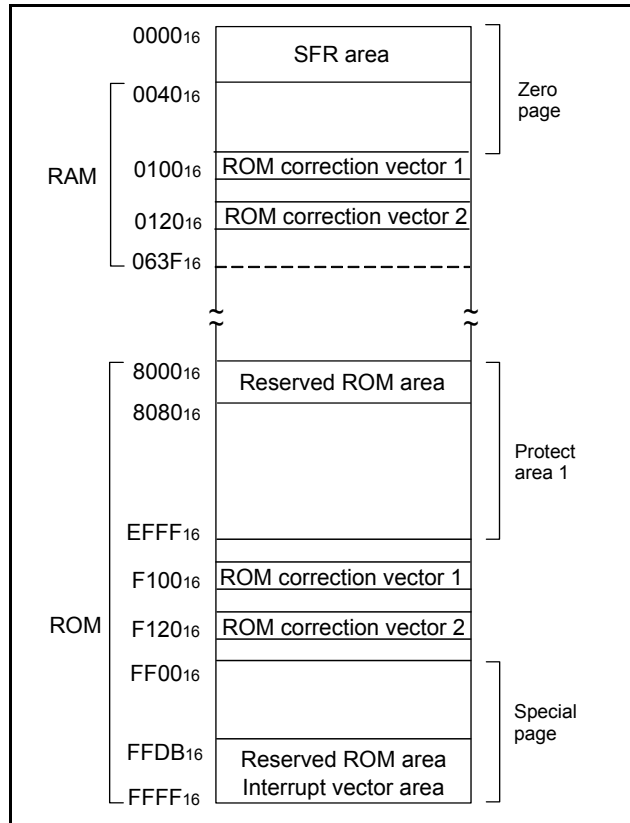 0000₁₆
SFR area
Zero
page
0040₁₆
RAM
0100₁₆ ROM correction vector 1
0120₁₆ ROM correction vector 2
063F₁₆
8000₁₆
Reserved ROM area
8080₁₆
Protect
area 1
EFFF₁₆
F100₁₆ ROM correction vector 1
ROM
F120₁₆ ROM correction vector 2
FF00₁₆
Special
page
FFDB₁₆ Reserved ROM area
Interrupt vector area
FFFF₁₆